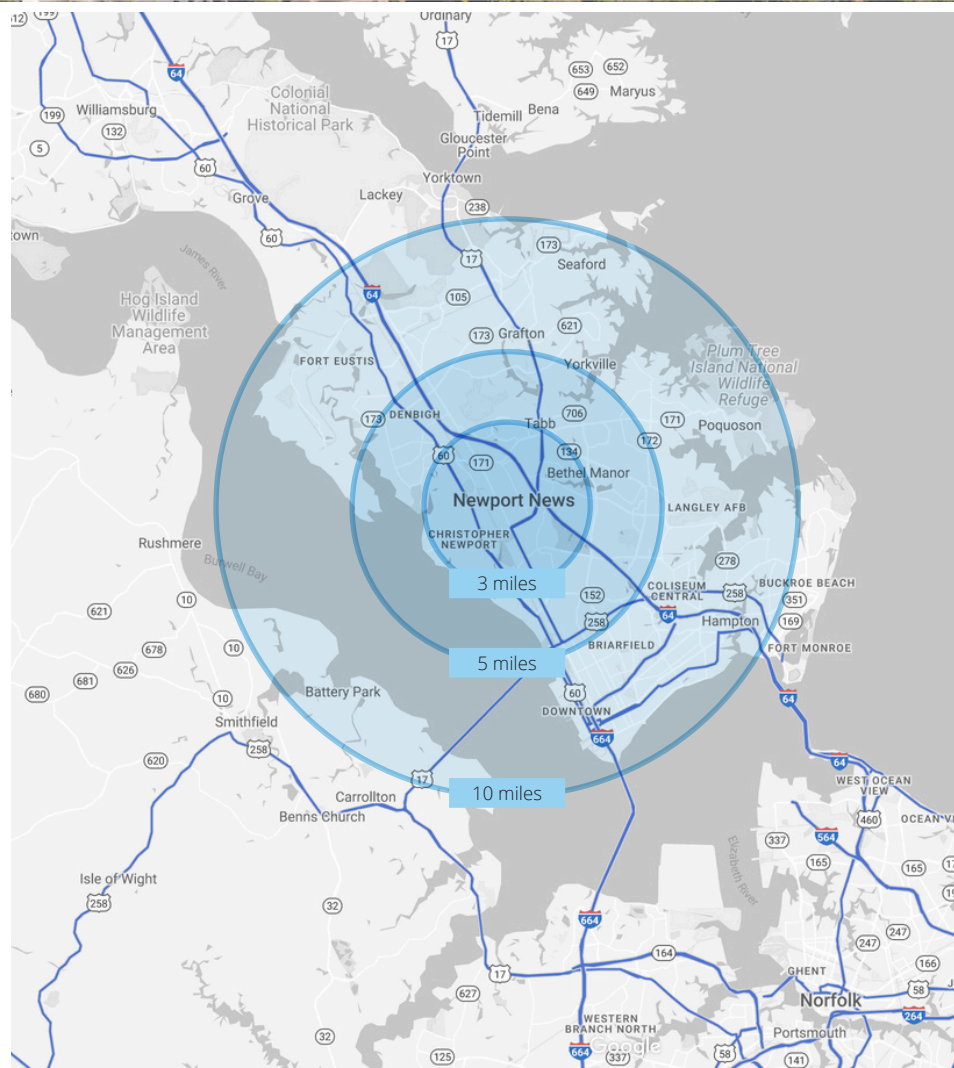 Ordinary
199
612
17
64
653
652
649
Maryus
Colonial
National
Historical Park
Williamsburg
199
132
Tidemill
Bena
5
Gloucester
Point
60
Yorktown
Lackey
Grove
238
town
60
17
173
Seaford
James River
64
105
Hog Island
Wildlife
Management
Area
621
173
Grafton
FORT EUSTIS
Yorkville
Plum Tree
Island National
Wildlife
Refuge
DENBIGH
173
706
171
Tabb
Poquoson
172
60
134
171
Bethel Manor
Newport News
LANGLEY AFB
CHRISTOPHER
NEWPORT
Rushmere
Burwell Bay
278
3 miles
COLISEUM
CENTRAL
BUCKROE BEACH
258
152
10
351
621
64
258
Hampton
169
BRIARFIELD
678
10
FORT MONROE
5 miles
626
681
680
10
Battery Park
60
64
DOWNTOWN
Smithfield
664
258
620
64
17
WEST OCEAN
VIEW
10 miles
Carrollton
Benns Church
460
OCEAN V
564
337
165
165
17
Elizabeth River
Isle of Wight
258
32
19
664
247
247
164
166
17
GHENT
58
627
Norfolk
264
WESTERN
BRANCH NORTH
Portsmouth
32
Google
664
337
125
58
141